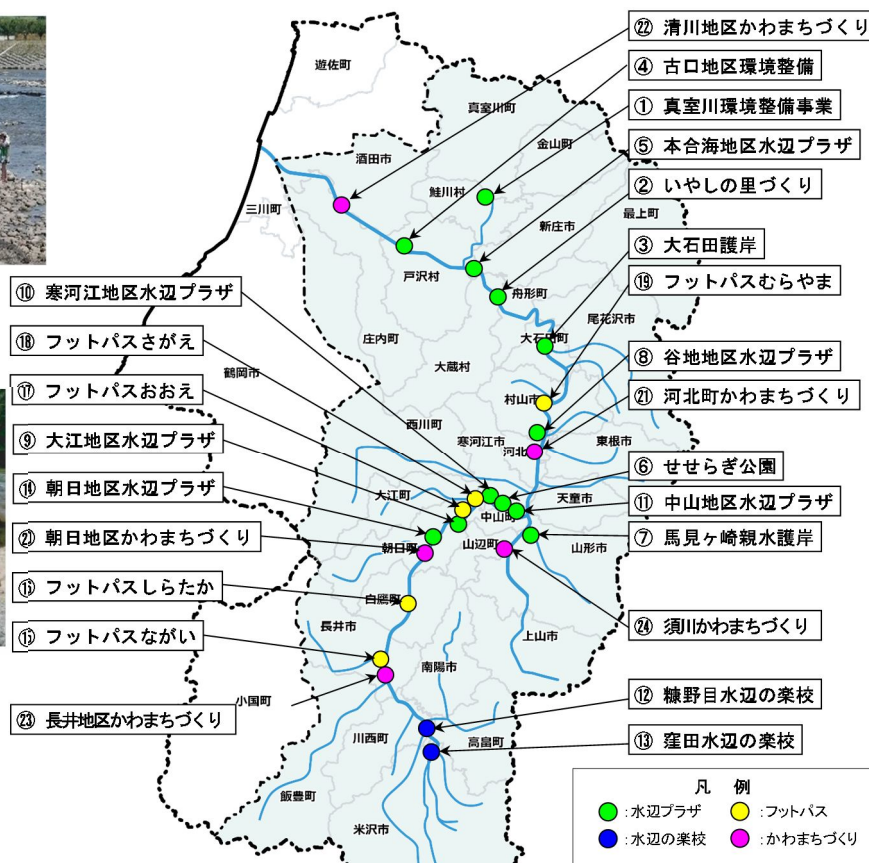 ㉒ 清川地区かわまちづくり
④ 古口地区環境整備
① 真室川環境整備事業
⑤ 本合海地区水辺プラザ
② いやしの里づくり
③ 大石田護岸
⑲ フットパスむらやま
⑧ 谷地地区水辺プラザ
㉑ 河北町かわまちづくり
⑥ せせらぎ公園
⑪ 中山地区水辺プラザ
⑦ 馬見ヶ崎親水護岸
㉔ 須川かわまちづくり
⑫ 糠野目水辺の楽校
⑬ 窪田水辺の楽校
⑩ 寒河江地区水辺プラザ
⑱ フットパスさがえ
⑰ フットパスおおえ
⑨ 大江地区水辺プラザ
⑭ 朝日地区水辺プラザ
⑳ 朝日地区かわまちづくり
⑯ フットパスしらたか
⑮ フットパスながい
㉓ 長井地区かわまちづくり
遊佐町
真室川町
酒田市
金山町
鮭川村
三川町
新庄市
最上町
戸沢村
舟形町
尾花沢市
庄内町
大石田町
大蔵村
鶴岡市
村山市
西川町
寒河江市
東根市
河北
大江町
天童市
中山町
朝日町
山辺町
山形市
白鷹町
長井市
上山市
南陽市
小国町
川西町
高畠町
飯豊町
米沢市
凡 例
:水辺プラザ
:フットパス
:水辺の楽校
:かわまちづくり